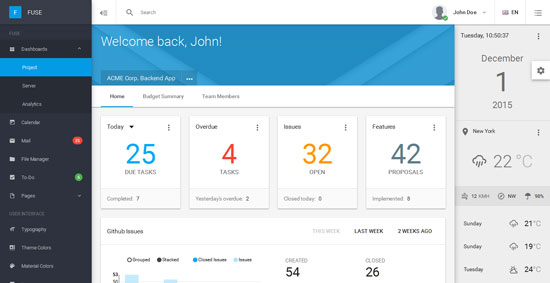 F FUSE
Search
John Doe
EN
FUSE
Dashboards
Project
Server
Analytics
Calendar
Mail
File Manager
To-Do
Pages
USER INTERFACE
Typography
Theme Colors
Material Colors
Welcome back, John!
ACME Corp. Backend App
Home Budget Summary Team Members
Today
25
DUE TASKS
Completed: 7
Overdue
4
TASKS
Yesterday's overdue: 2
Issues
32
OPEN
Closed today: 0
Features
42
PROPOSALS
Implemented: 8
Github Issues THIS WEEK LAST WEEK 2 WEEKS AGO
Grouped Stacked Closed Issues Issues
53
50
CREATED
54
CLOSED
26
Tuesday, 10:50:37
December
1
2015
New York
22 °C
12 KMH NW 90%
Sunday 21°C
Sunday 19°C
Tuesday 24°C